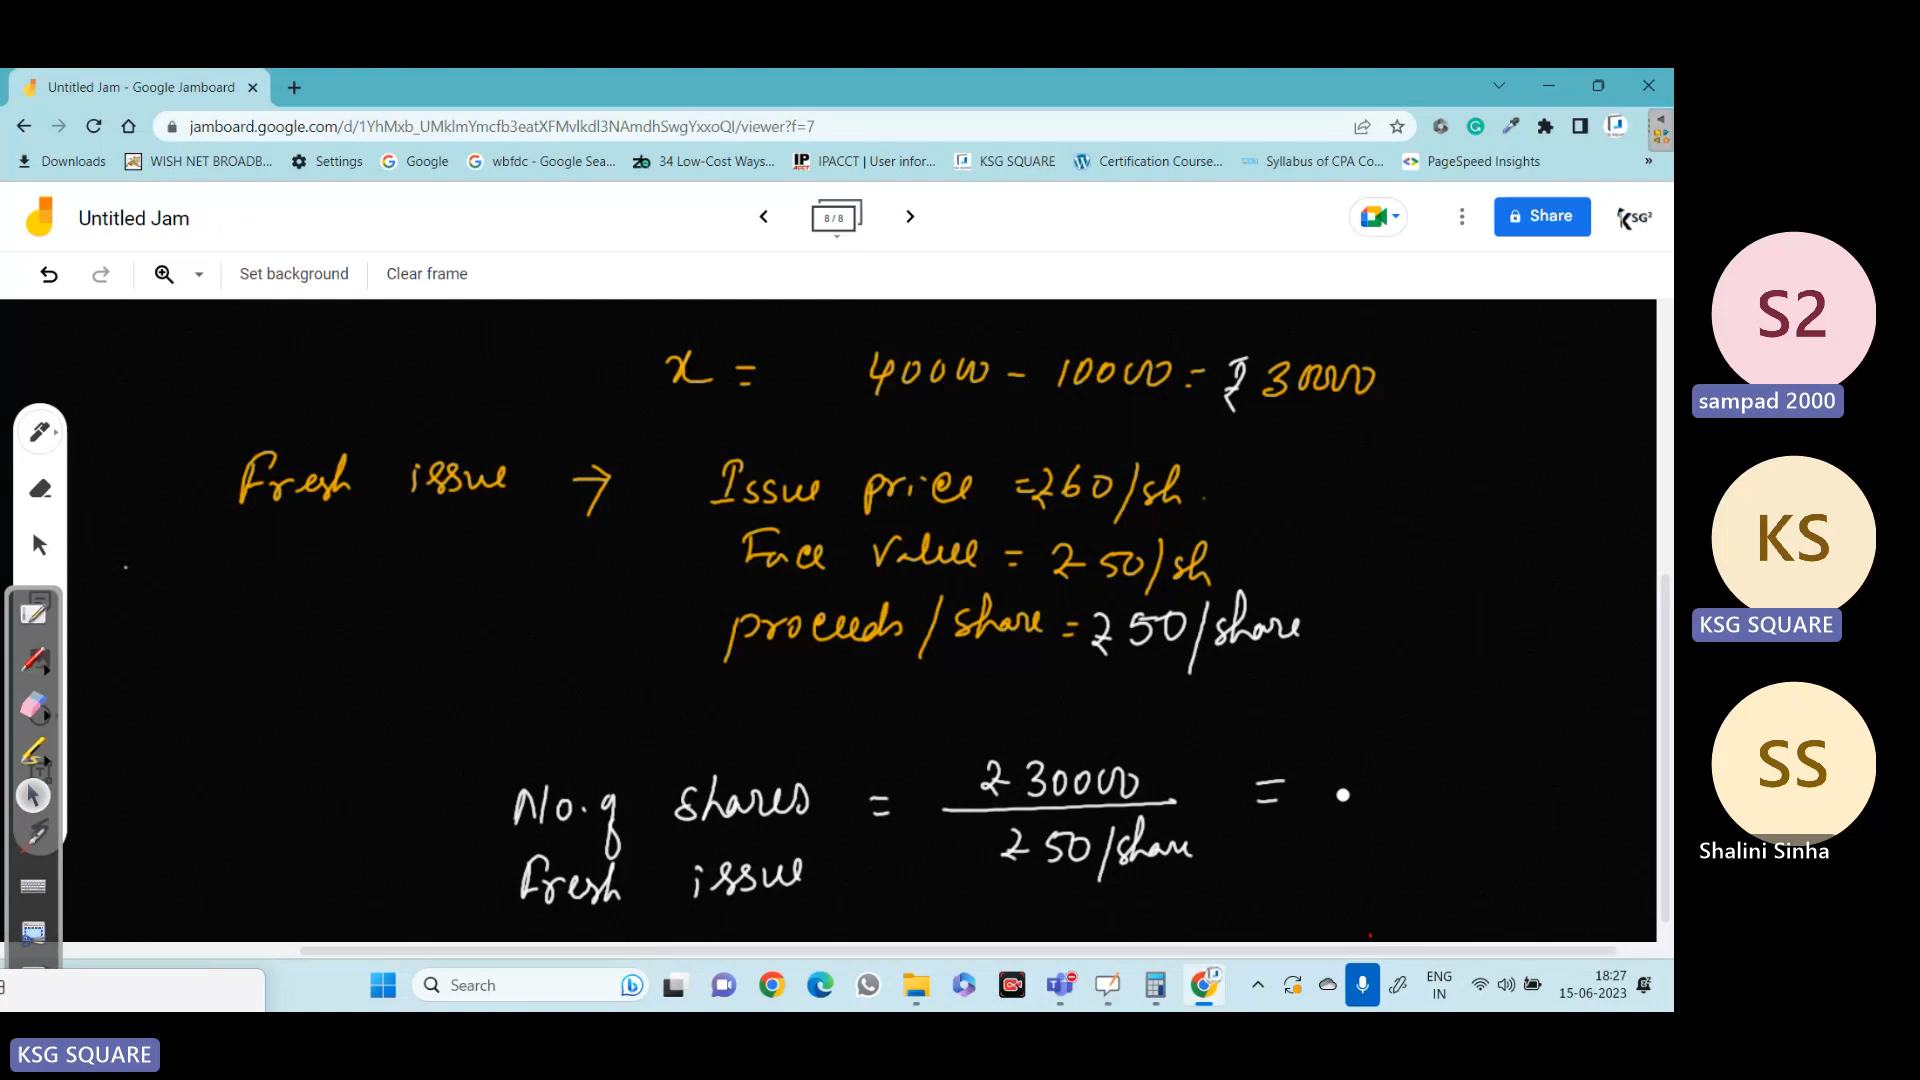 Untitled Jam - Google Jamboard
jamboard.google.com/d/1YhMxb_UMklmYmcfb3eatXFMvlkdl3NAmdhSwgYxxoQI/viewer?f=7
Downloads WISH NET BROADB... Settings Google wbfdc - Google Sea... 34 Low-Cost Ways... IPACCT | User infor... KSG SQUARE Certification Course... Syllabus of CPA Co... PageSpeed Insights »
Untitled Jam 8 / 8 Share KSG²
Set background Clear frame
x = 40000 - 10000 = ₹ 30000
Fresh issue → Issue price = ₹60/sh
Face value = ₹50/sh
proceeds/share = ₹50/share
No. of shares = ₹30000 / ₹50/share =
Fresh issue
S2
sampad 2000
KS
KSG SQUARE
SS
Shalini Sinha
Search ENG IN 18:27 15-06-2023
KSG SQUARE